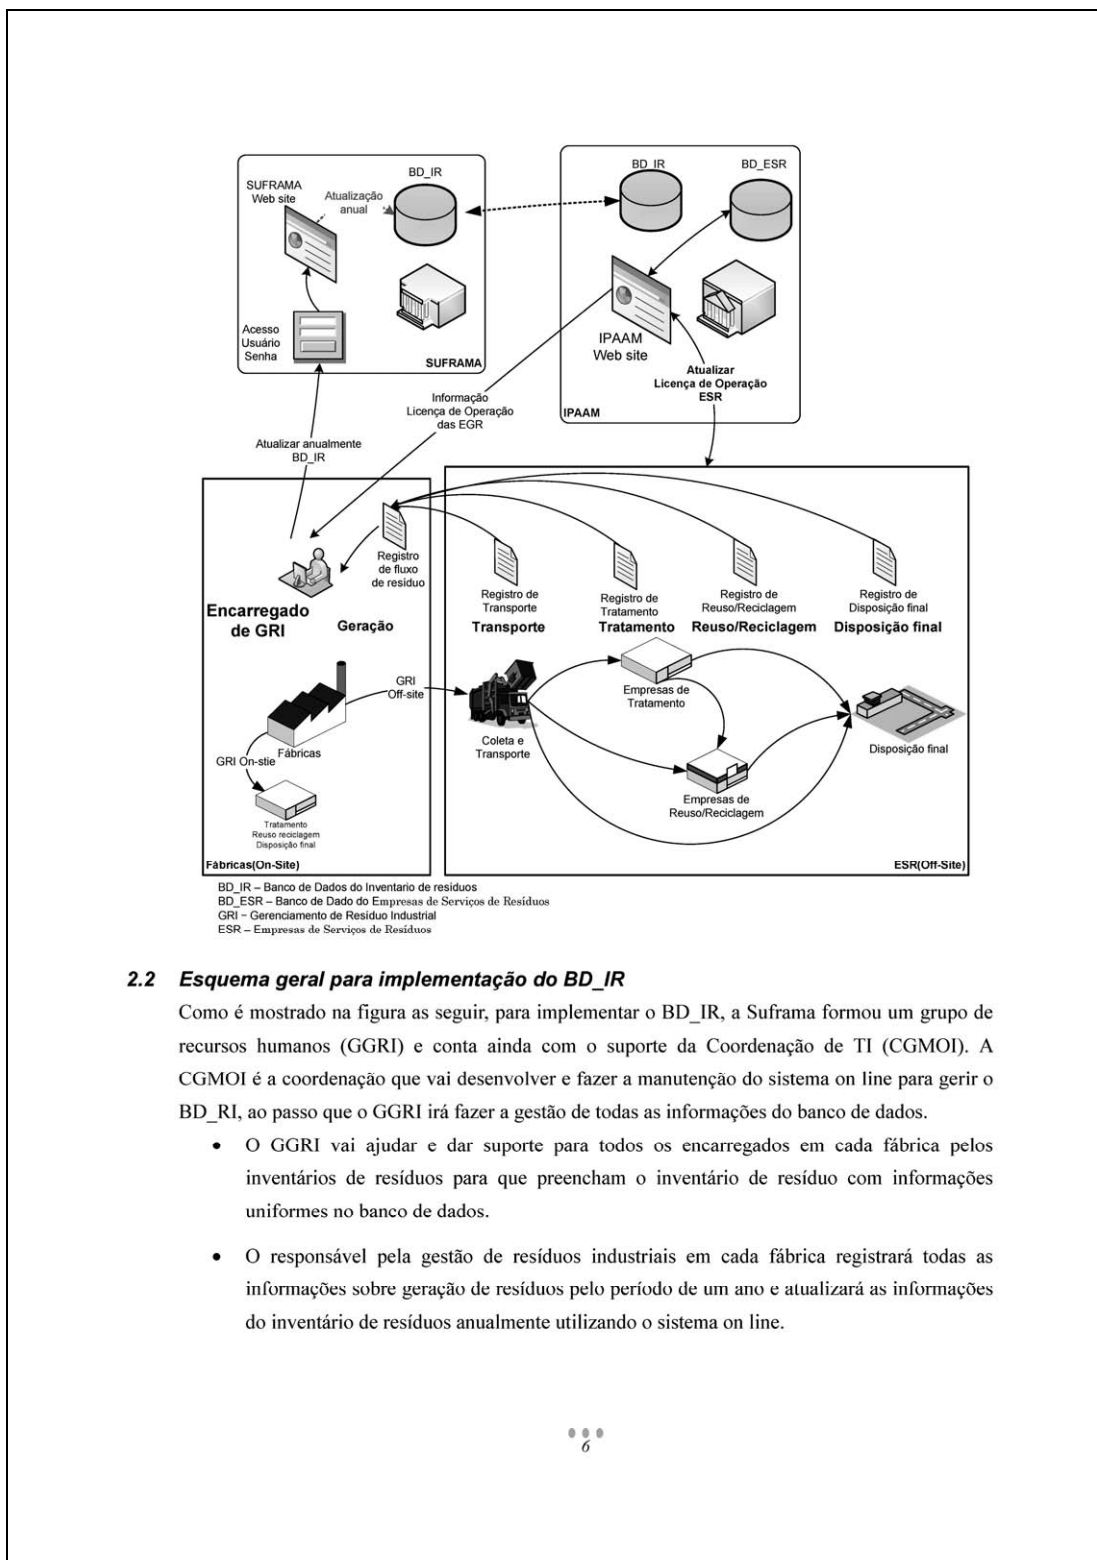 BD_IR
SUFRAMA
Web site
Atualização
anual
Acesso
Usuário
Senha
SUFRAMA
BD_IR
BD_ESR
IPAAM
Web site
Atualizar
Licença de Operação
ESR
IPAAM
Informação
Licença de Operação
das EGR
Atualizar anualmente
BD_IR
Registro
de fluxo
de resíduo
Encarregado
de GRI
Geração
GRI
Off-site
Fábricas
GRI On-stie
Tratamento
Reuso reciclagem
Disposição final
Fábricas(On-Site)
Registro de
Transporte
Transporte
Registro de
Tratamento
Tratamento
Registro de
Reuso/Reciclagem
Reuso/Reciclagem
Registro de
Disposição final
Disposição final
Empresas de
Tratamento
Coleta e
Transporte
Disposição final
Empresas de
Reuso/Reciclagem
ESR(Off-Site)
BD_IR – Banco de Dados do Inventario de resíduos
BD_ESR – Banco de Dado do Empresas de Serviços de Resíduos
GRI – Gerenciamento de Resíduo Industrial
ESR – Empresas de Serviços de Resíduos
2.2 Esquema geral para implementação do BD_IR
Como é mostrado na figura as seguir, para implementar o BD_IR, a Suframa formou um grupo de
recursos humanos (GGRI) e conta ainda com o suporte da Coordenação de TI (CGMOI). A
CGMOI é a coordenação que vai desenvolver e fazer a manutenção do sistema on line para gerir o
BD_RI, ao passo que o GGRI irá fazer a gestão de todas as informações do banco de dados.
• O GGRI vai ajudar e dar suporte para todos os encarregados em cada fábrica pelos
inventários de resíduos para que preencham o inventário de resíduo com informações
uniformes no banco de dados.
• O responsável pela gestão de resíduos industriais em cada fábrica registrará todas as
informações sobre geração de resíduos pelo período de um ano e atualizará as informações
do inventário de resíduos anualmente utilizando o sistema on line.
6